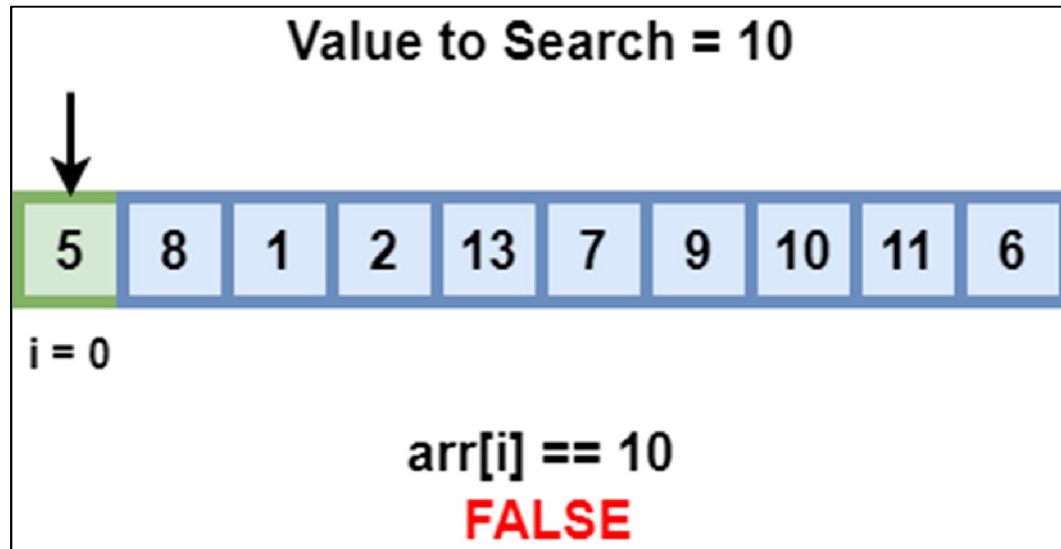 Value to Search = 10
5 8 1 2 13 7 9 10 11 6
i = 0
arr[i] == 10
FALSE